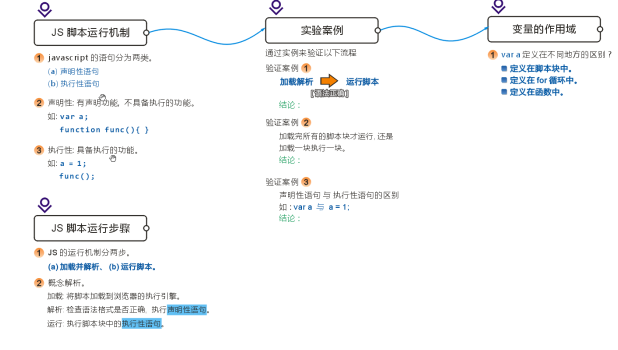 JS 脚本运行机制
1 javascript 的语句分为两类。
(a) 声明性语句
(b) 执行性语句
2 声明性: 有声明功能, 不具备执行的功能。
如: var a;
function func(){ }
3 执行性: 具备执行的功能。
如: a = 1;
func();
JS 脚本运行步骤
1 JS 的运行机制分两步。
(a) 加载并解析、 (b) 运行脚本。
2 概念解析。
加载: 将脚本加载到浏览器的执行引擎。
解析: 检查语法格式是否正确, 执行声明性语句。
运行: 执行脚本块中的执行性语句。
实验案例
通过实例来验证以下流程
验证案例 1
加载解析 运行脚本
结论：
验证案例 2
加载完所有的脚本块才运行, 还是
加载一块执行一块。
结论：
验证案例 3
声明性语句 与 执行性语句的区别
如 : var a 与 a = 1;
结论：
变量的作用域
1 var a 定义在不同地方的区别 ?
定义在脚本块中。
定义在 for 循环中。
定义在函数中。